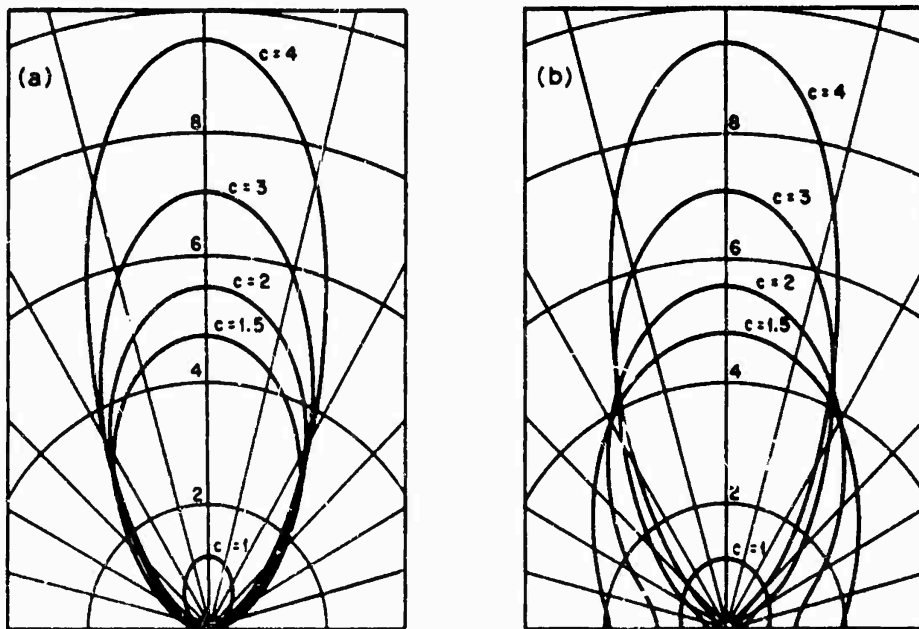 (a)
c = 4
8
c = 3
6
c = 2
c = 1.5
4
2
c = 1
(b)
c = 4
8
c = 3
6
c = 2
c = 1.5
4
2
c = 1